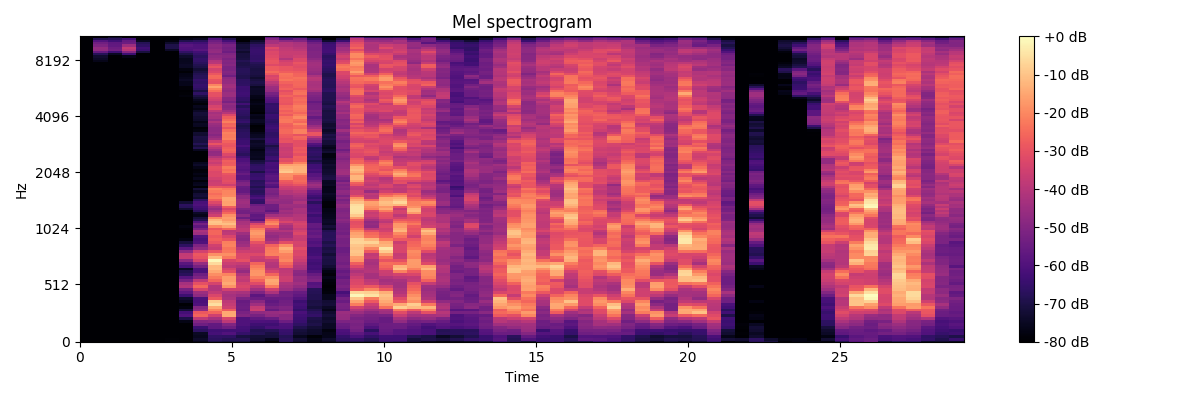 Mel spectrogram
8192
4096
2048
1024
512
0
Hz
0 5 10 15 20 25
Time
+0 dB
-10 dB
-20 dB
-30 dB
-40 dB
-50 dB
-60 dB
-70 dB
-80 dB